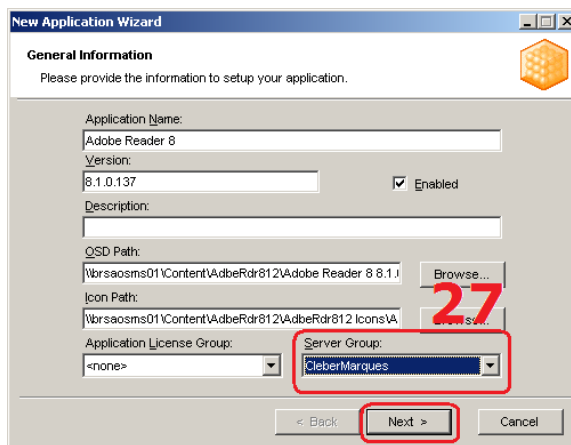 New Application Wizard
General Information
Please provide the information to setup your application.
Application Name:
Adobe Reader 8
Version:
8.1.0.137
Enabled
Description:
OSD Path:
\\brsaosms01\Content\AdbeRdr812\Adobe Reader 8 8.1.
Browse...
Icon Path:
27
\\brsaosms01\Content\AdbeRdr812\AdbeRdr812 Icons\A
Browse...
Application License Group:
Server Group:
<none>
CleberMarques
< Back
Next >
Cancel